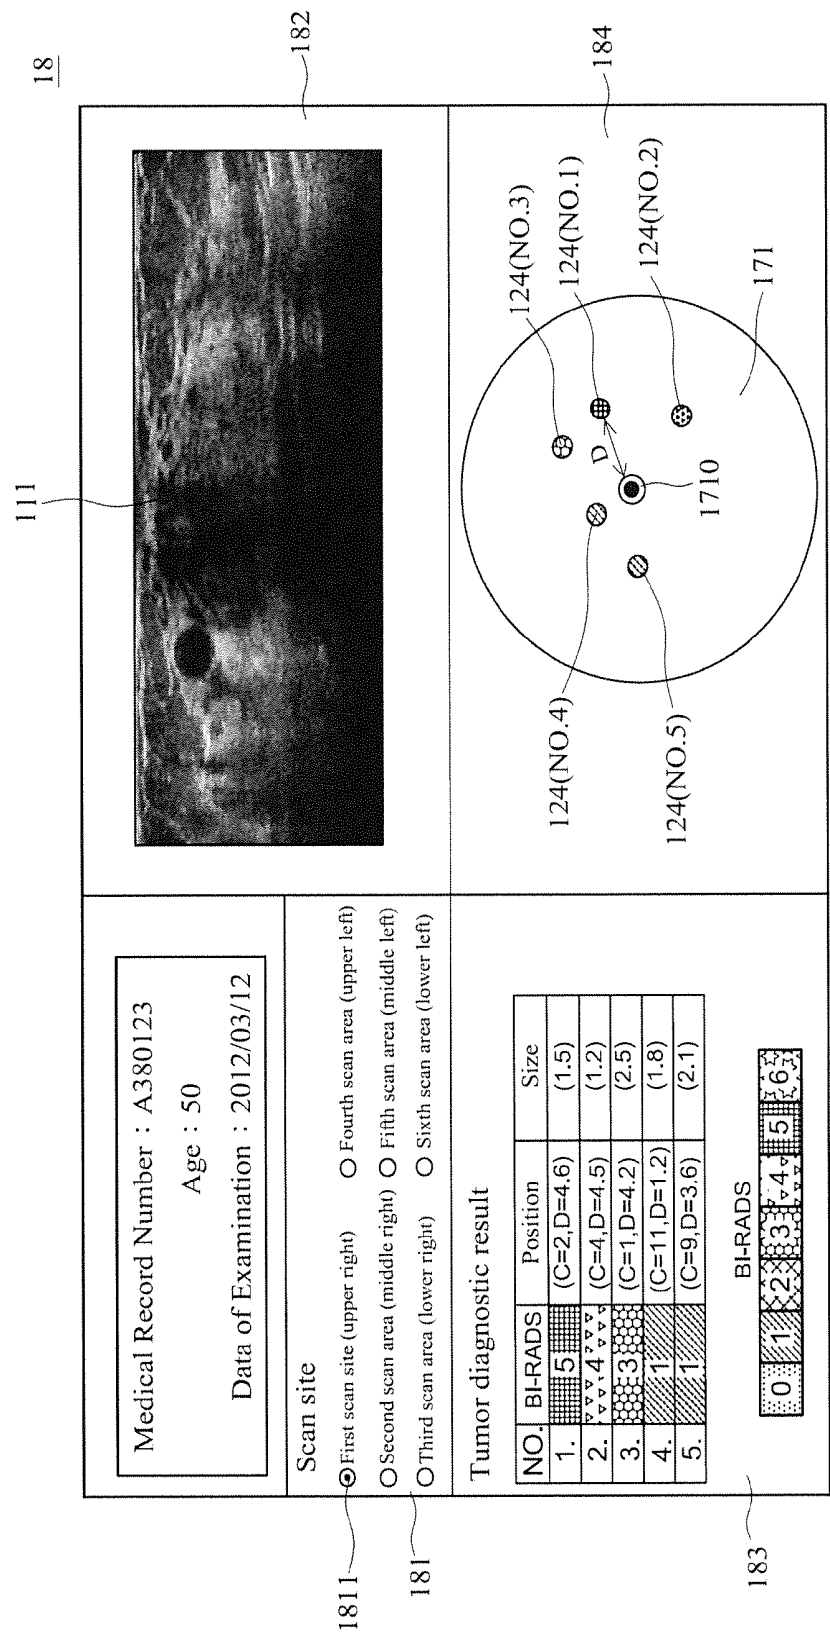 18
111
182
Medical Record Number : A380123
Age : 50
Data of Examination : 2012/03/12
Scan site
First scan site (upper right)
Fourth scan area (upper left)
Second scan area (middle right)
Fifth scan area (middle left)
Third scan area (lower right)
Sixth scan area (lower left)
1811
181
Tumor diagnostic result
NO. BI-RADS Position Size
1. 5 (C=2,D=4.6) (1.5)
2. 4 (C=4,D=4.5) (1.2)
3. 3 (C=1,D=4.2) (2.5)
4. 1 (C=11,D=1.2) (1.8)
5. 1 (C=9,D=3.6) (2.1)
BI-RADS
0 1 2 3 4 5 6
183
184
124(NO.3)
124(NO.1)
124(NO.2)
D
171
1710
124(NO.4)
124(NO.5)